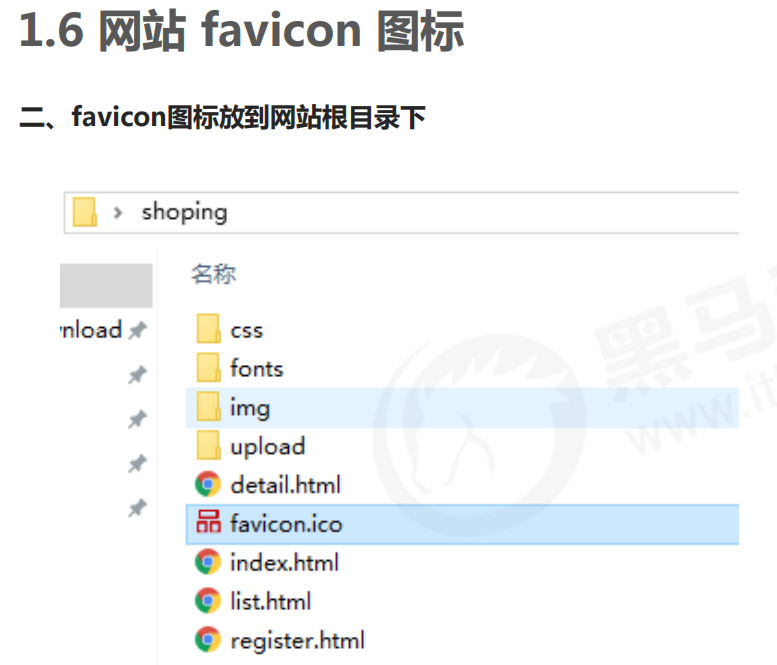 1.6 网站 favicon 图标
二、favicon图标放到网站根目录下
shoping
名称
nload
css
fonts
img
upload
detail.html
favicon.ico
index.html
list.html
register.html
黑马
www.it